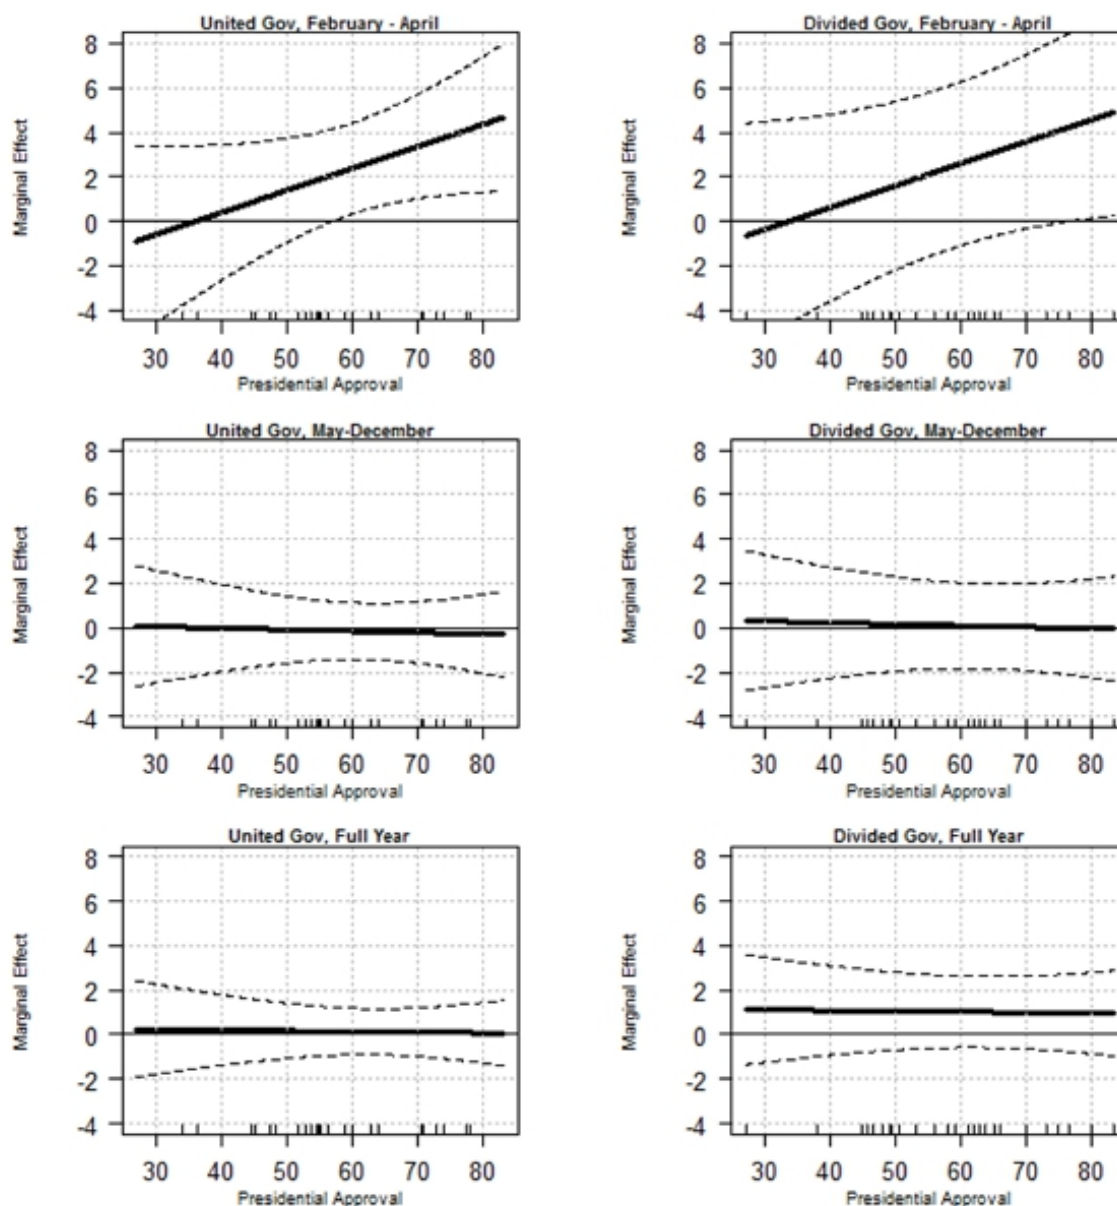 United Gov, February - April
Divided Gov, February - April
8
6
4
2
0
-2
-4
Marginal Effect
30 40 50 60 70 80
Presidential Approval
8
6
4
2
0
-2
-4
Marginal Effect
30 40 50 60 70 80
Presidential Approval
United Gov, May-December
Divided Gov, May-December
8
6
4
2
0
-2
-4
Marginal Effect
30 40 50 60 70 80
Presidential Approval
8
6
4
2
0
-2
-4
Marginal Effect
30 40 50 60 70 80
Presidential Approval
United Gov, Full Year
Divided Gov, Full Year
8
6
4
2
0
-2
-4
Marginal Effect
30 40 50 60 70 80
Presidential Approval
8
6
4
2
0
-2
-4
Marginal Effect
30 40 50 60 70 80
Presidential Approval